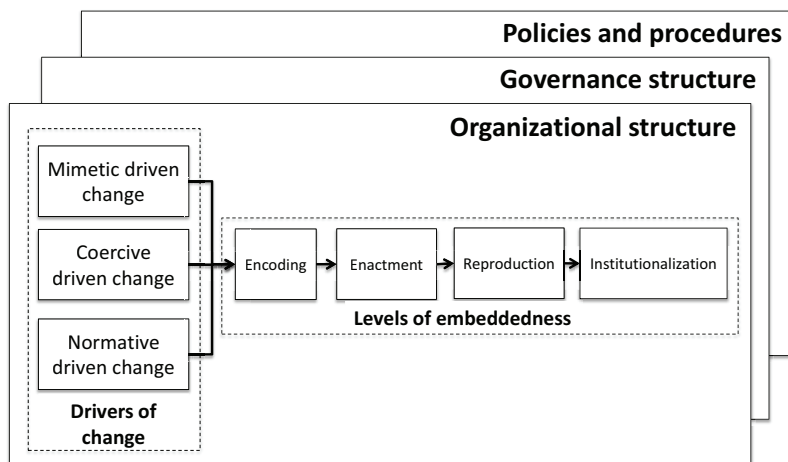 Policies and procedures
Governance structure
Organizational structure
Mimetic driven
change
Coercive
driven change
Normative
driven change
Drivers of
change
Encoding
Enactment
Reproduction
Institutionalization
Levels of embeddedness